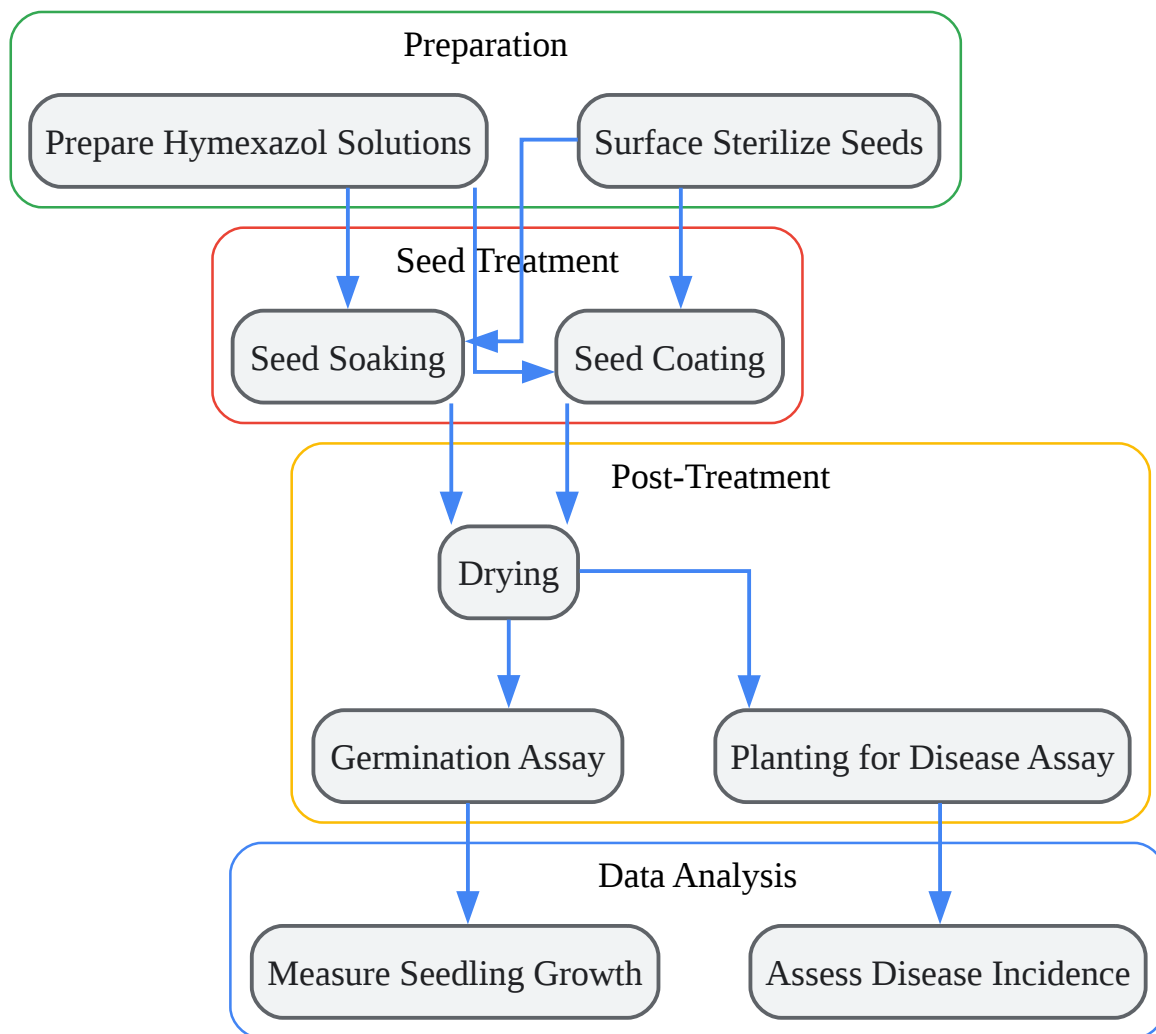 Preparation
Prepare Hymexazol Solutions
Surface Sterilize Seeds
Seed Treatment
Seed Soaking
Seed Coating
Post-Treatment
Drying
Germination Assay
Planting for Disease Assay
Data Analysis
Measure Seedling Growth
Assess Disease Incidence